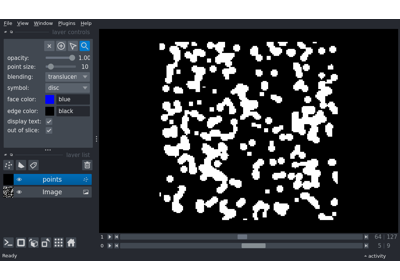 File View Window Plugins Help
layer controls
opacity: 1.00
point size: 10
blending: translucen
symbol: disc
face color: blue
edge color: black
display text:
out of slice:
layer list
points
Image
1 64 127
0 5 9
Ready activity